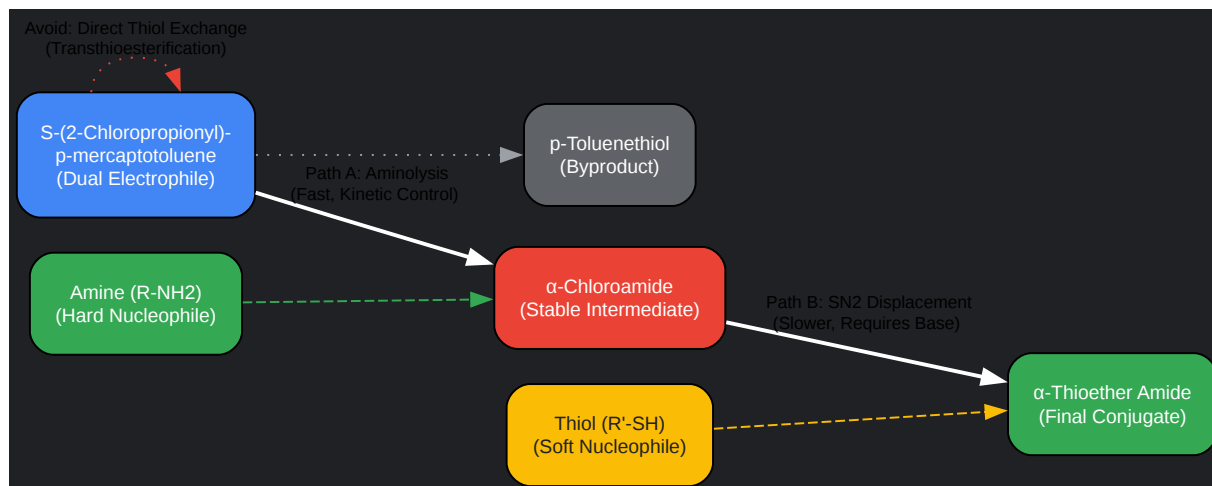 Avoid: Direct Thiol Exchange
(Transthioesterification)
S-(2-Chloropropionyl)-
p-mercaptotoluene
(Dual Electrophile)
p-Toluenethiol
(Byproduct)
Path A: Aminolysis
(Fast, Kinetic Control)
Amine (R-NH2)
(Hard Nucleophile)
α-Chloroamide
(Stable Intermediate)
Path B: SN2 Displacement
(Slower, Requires Base)
Thiol (R'-SH)
(Soft Nucleophile)
α-Thioether Amide
(Final Conjugate)